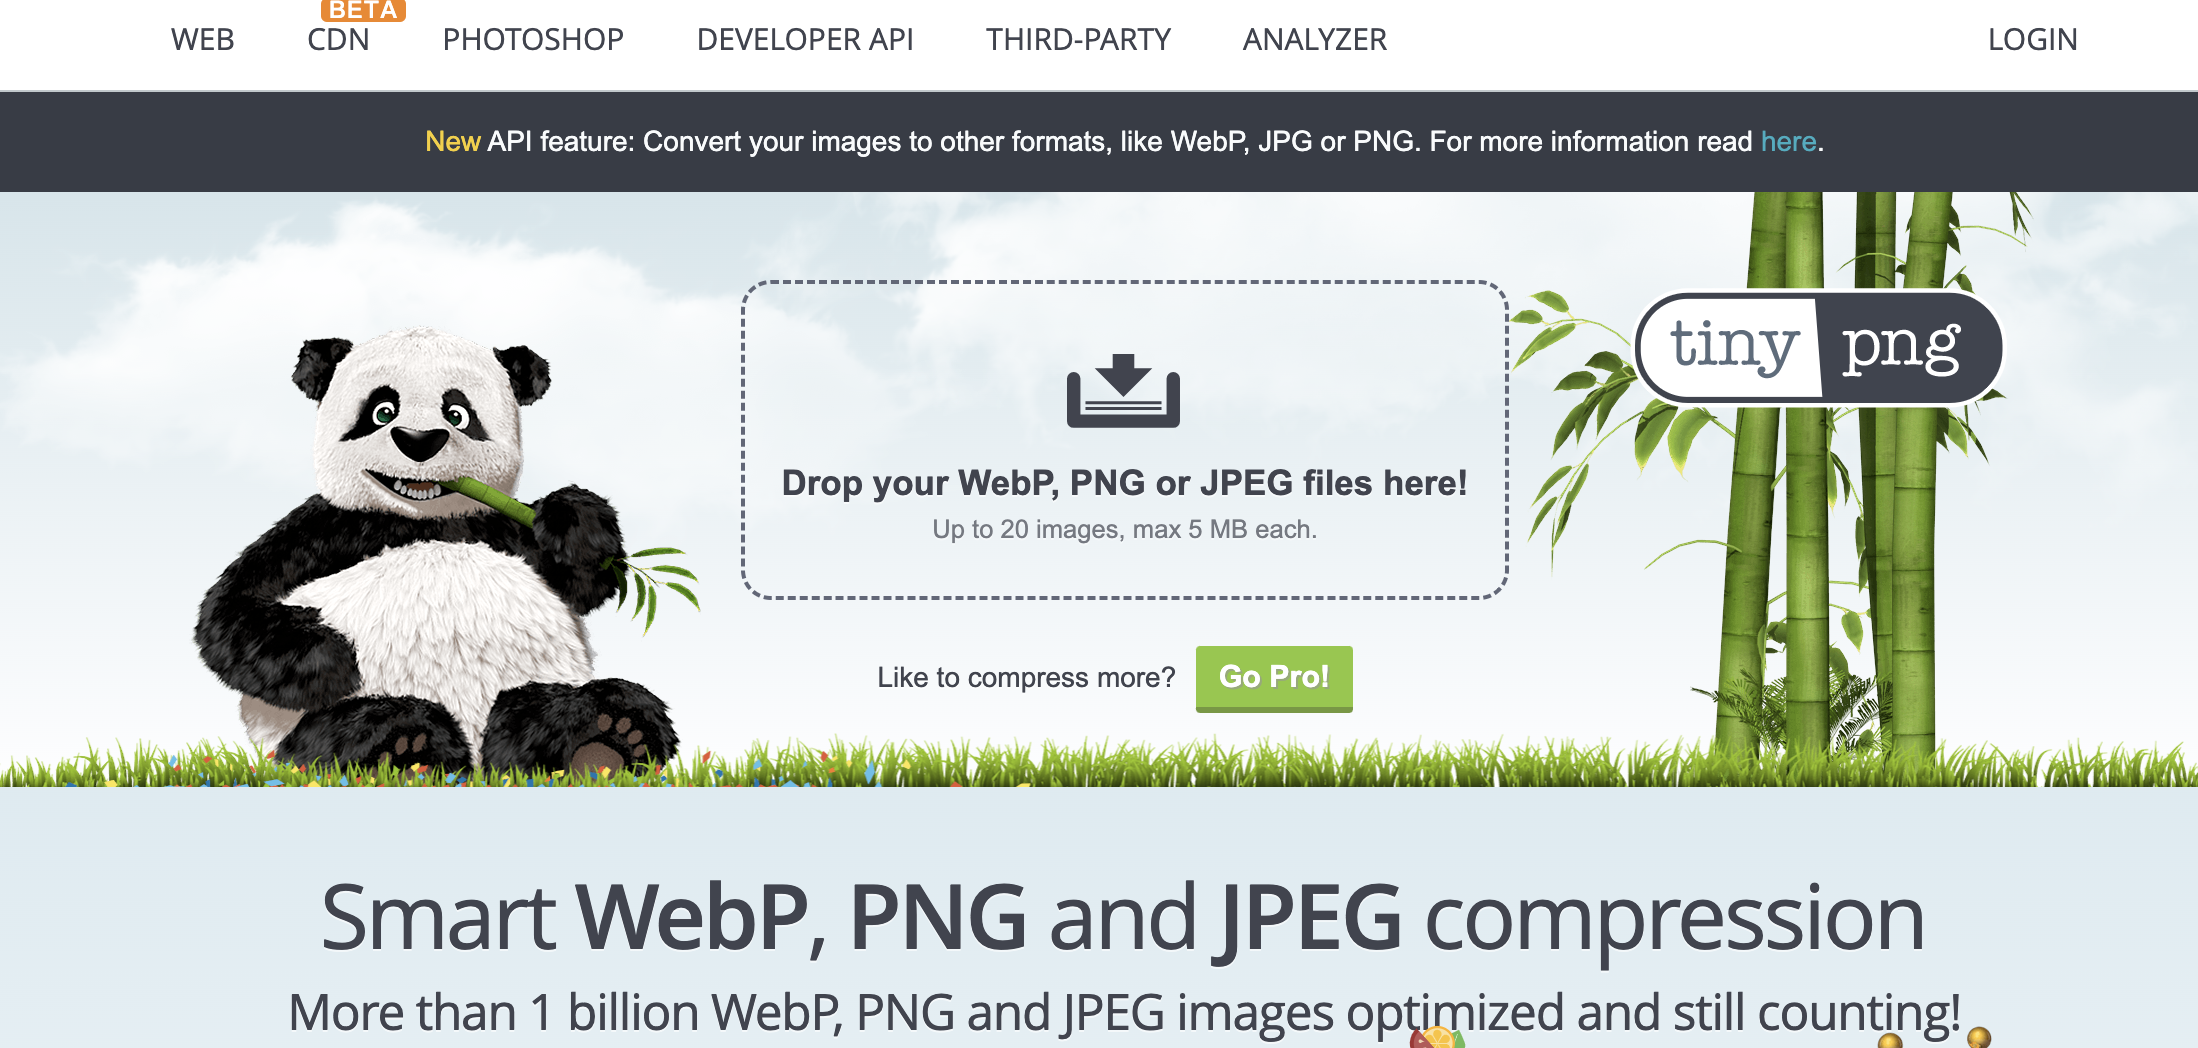 BETA
WEB CDN PHOTOSHOP DEVELOPER API THIRD-PARTY ANALYZER LOGIN
New API feature: Convert your images to other formats, like WebP, JPG or PNG. For more information read here.
tiny png
Drop your WebP, PNG or JPEG files here!
Up to 20 images, max 5 MB each.
Like to compress more? Go Pro!
Smart WebP, PNG and JPEG compression
More than 1 billion WebP, PNG and JPEG images optimized and still counting!